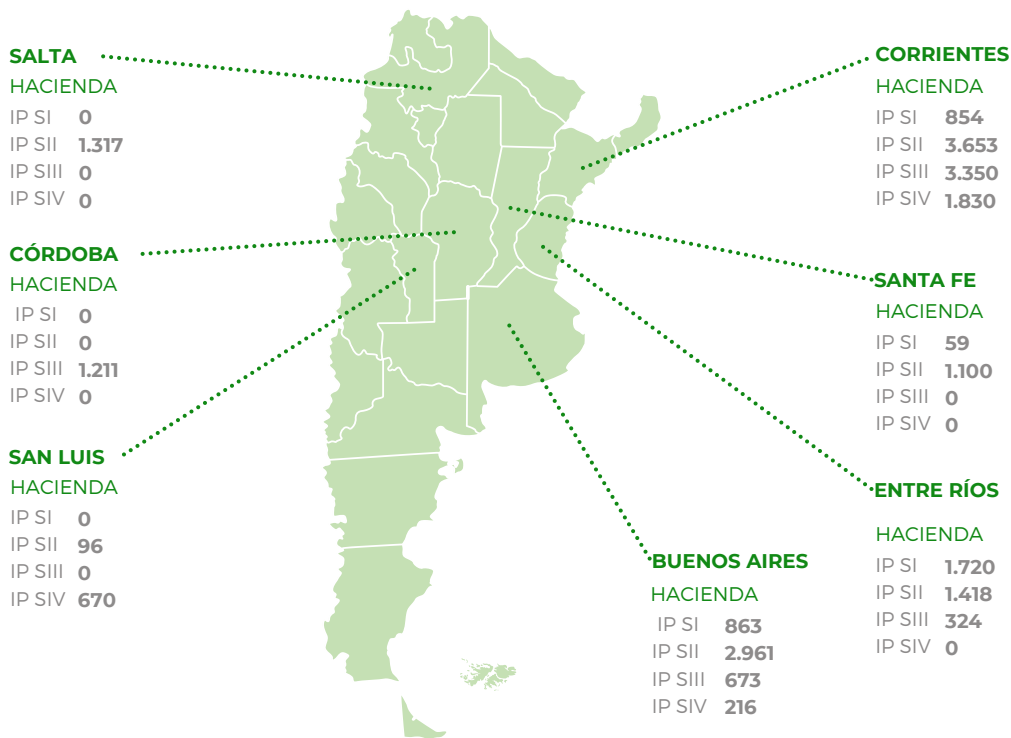 SALTA
HACIENDA
IP SI 0
IP SII 1.317
IP SIII 0
IP SIV 0
CÓRDOBA
HACIENDA
IP SI 0
IP SII 0
IP SIII 1.211
IP SIV 0
SAN LUIS
HACIENDA
IP SI 0
IP SII 96
IP SIII 0
IP SIV 670
CORRIENTES
HACIENDA
IP SI 854
IP SII 3.653
IP SIII 3.350
IP SIV 1.830
SANTA FE
HACIENDA
IP SI 59
IP SII 1.100
IP SIII 0
IP SIV 0
ENTRE RÍOS
HACIENDA
IP SI 1.720
IP SII 1.418
IP SIII 324
IP SIV 0
BUENOS AIRES
HACIENDA
IP SI 863
IP SII 2.961
IP SIII 673
IP SIV 216